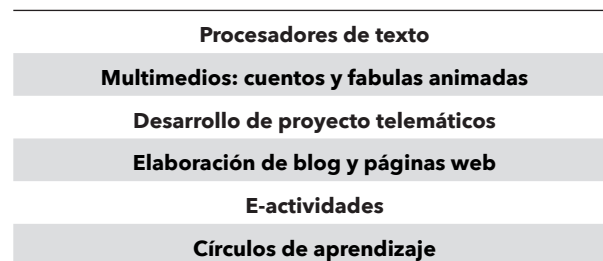 Procesadores de texto
Multimedios: cuentos y fabulas animadas
Desarrollo de proyecto telemáticos
Elaboración de blog y páginas web
E-actividades
Círculos de aprendizaje